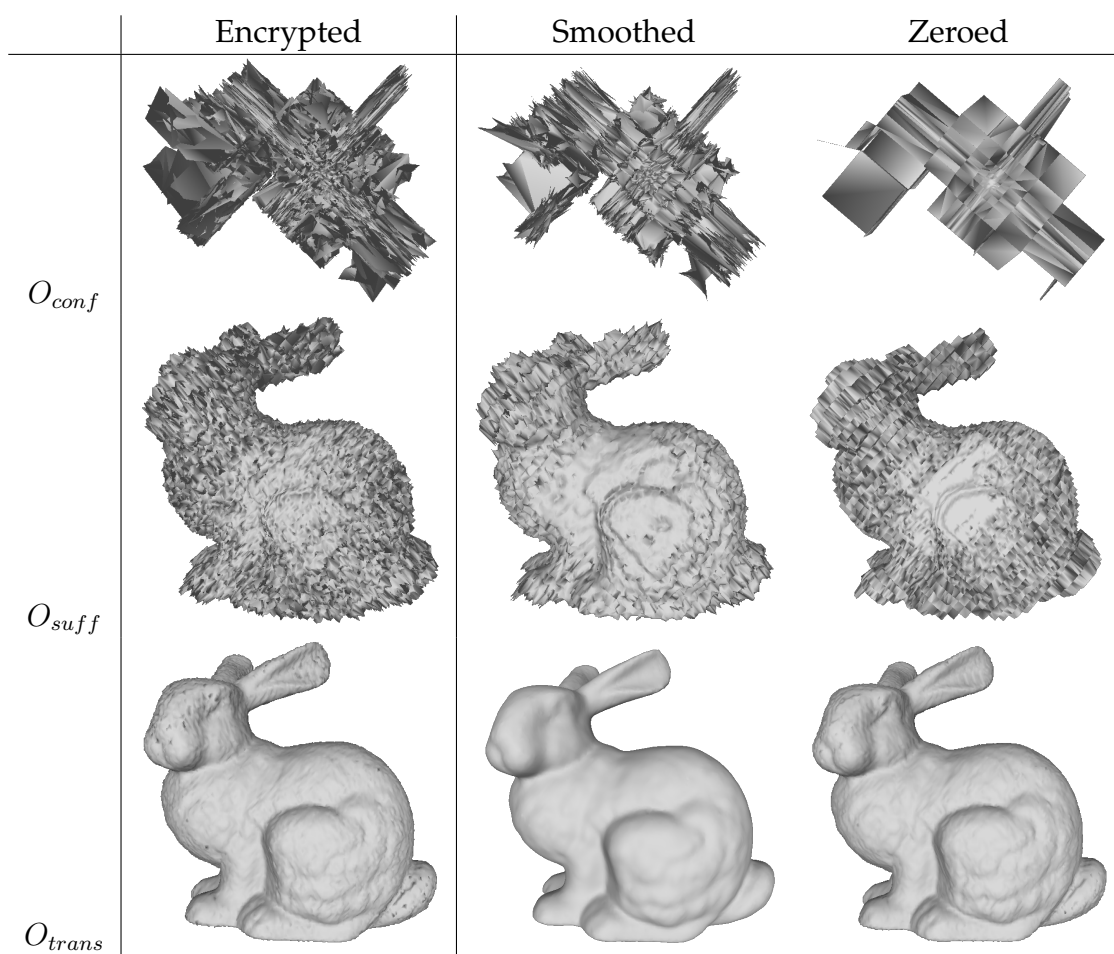 Encrypted Smoothed Zeroed
O_{conf}
O_{suff}
O_{trans}